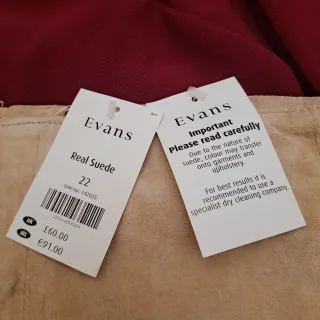 Evans
Real Suede
22
£60.00
€91.00
Evans
Important
Please read carefully
Due to the nature of
suede, colour may transfer
onto garments and
upholstery.
For best results it is
recommended to use a
specialist dry cleaning company.